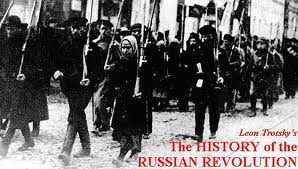 Leon Trotsky's
The HISTORY of the
RUSSIAN REVOLUTION